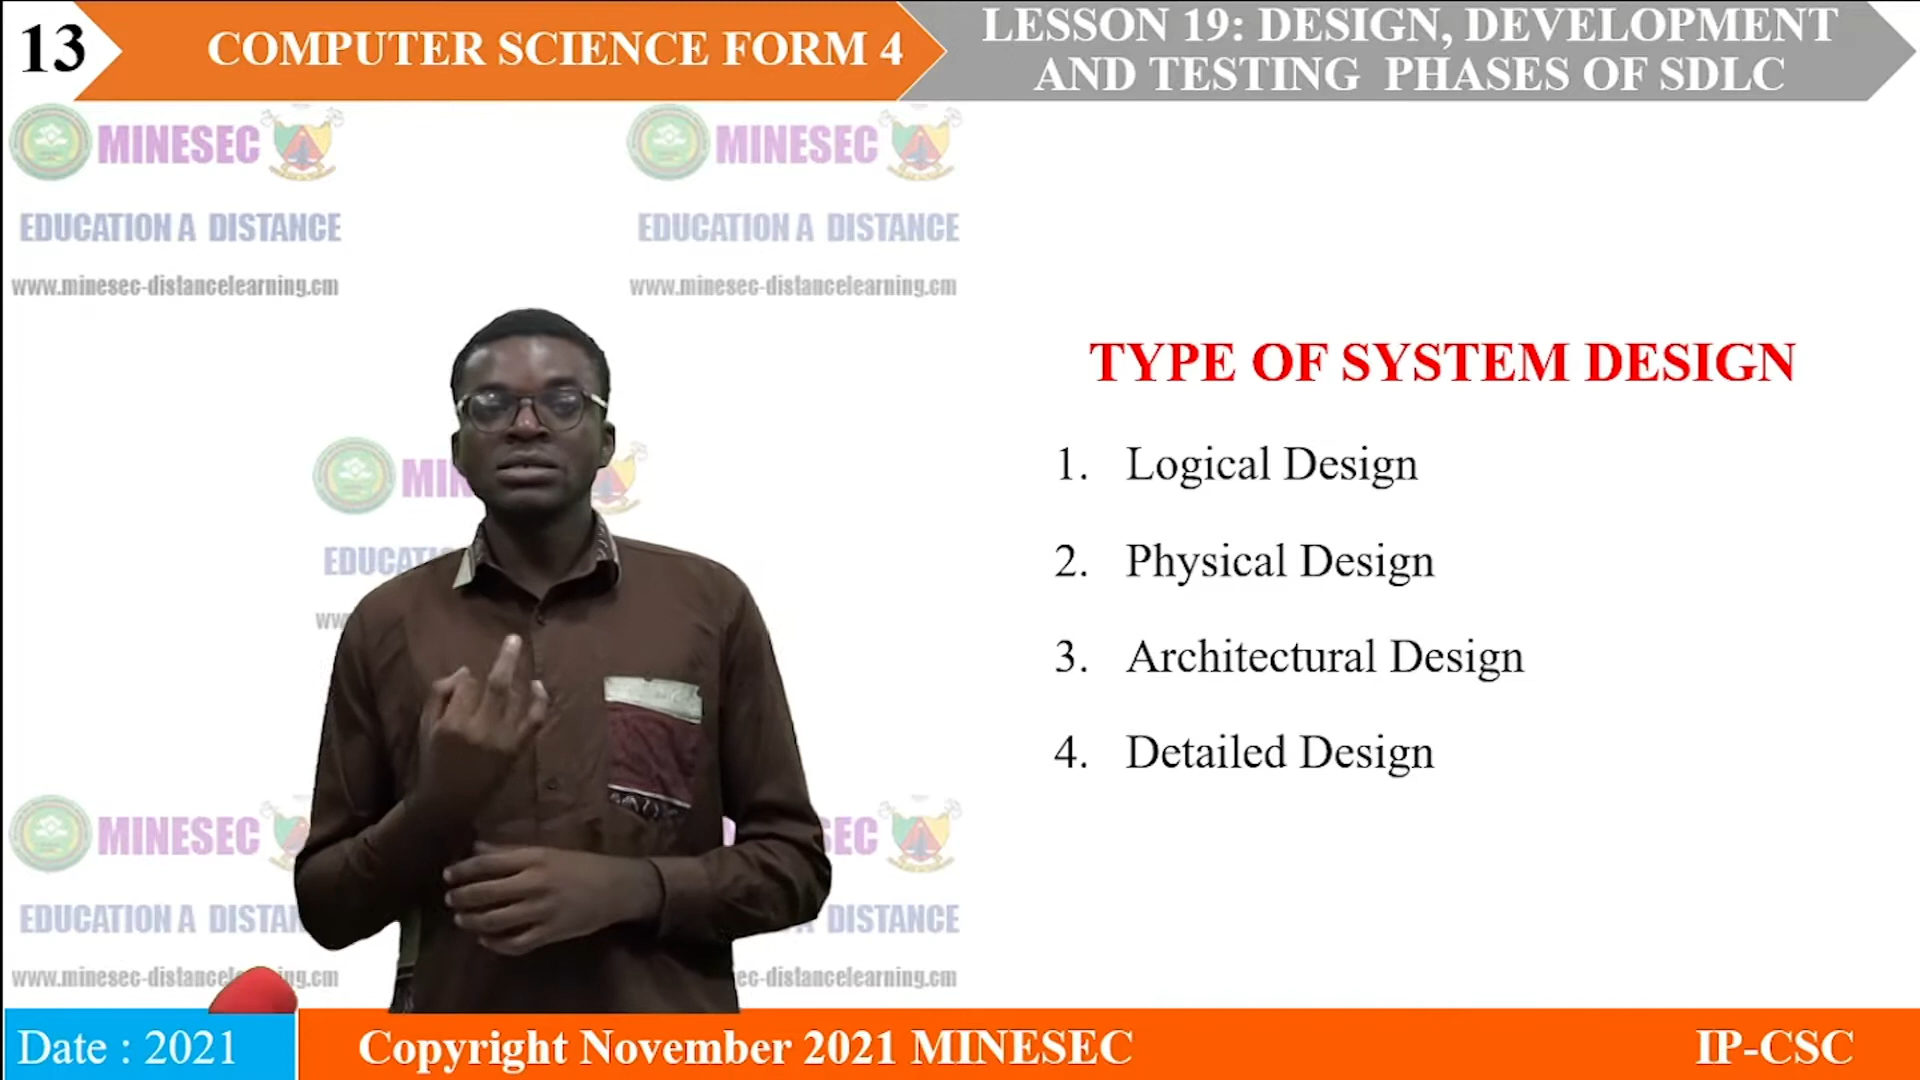 13
COMPUTER SCIENCE FORM 4
LESSON 19: DESIGN, DEVELOPMENT
AND TESTING PHASES OF SDLC
MINESEC
EDUCATION A DISTANCE
www.minesec-distancelearning.cm
MINESEC
EDUCATION A DISTANCE
www.minesec-distancelearning.cm
TYPE OF SYSTEM DESIGN
1. Logical Design
2. Physical Design
3. Architectural Design
4. Detailed Design
MINESEC
EDUCATION A
DISTANCE
Date : 2021
Copyright November 2021 MINESEC
IP-CSC